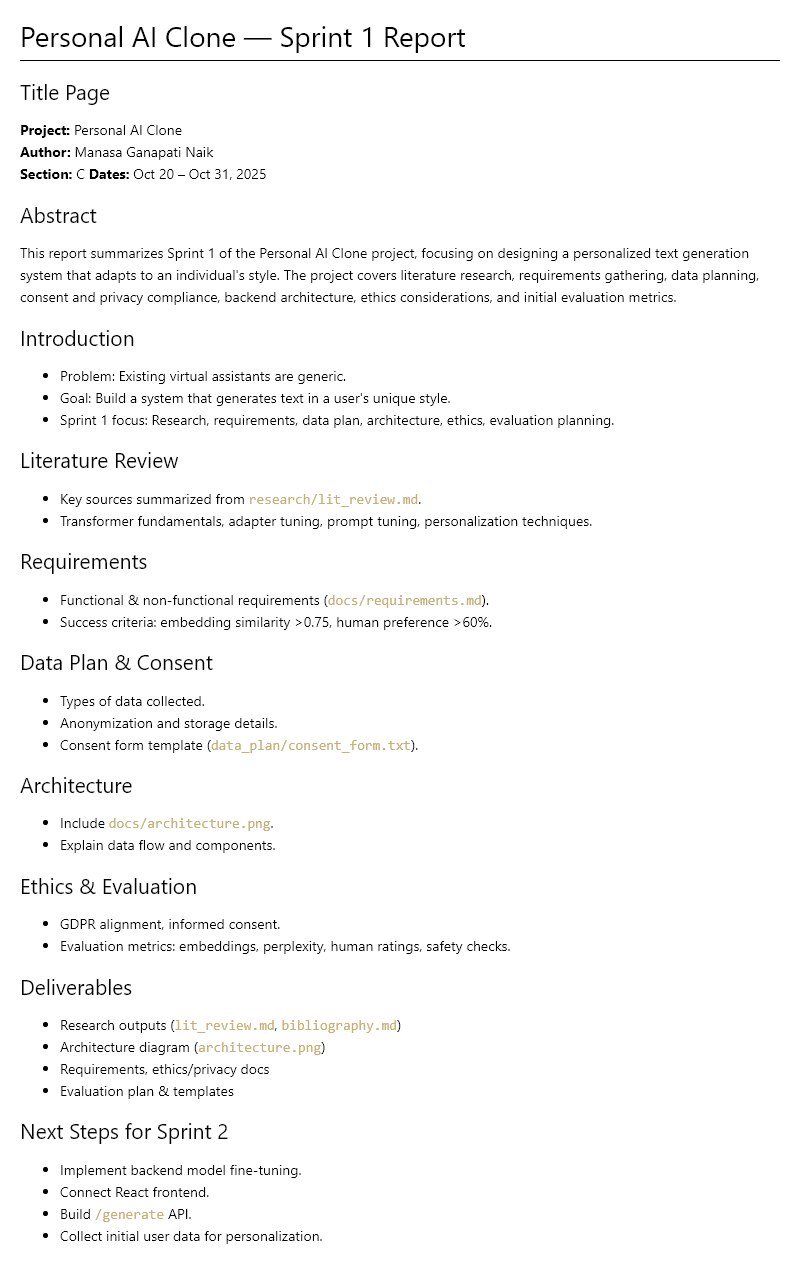 Personal AI Clone — Sprint 1 Report
Title Page
Project: Personal AI Clone
Author: Manasa Ganapati Naik
Section: C Dates: Oct 20 – Oct 31, 2025
Abstract
This report summarizes Sprint 1 of the Personal AI Clone project, focusing on designing a personalized text generation
system that adapts to an individual's style. The project covers literature research, requirements gathering, data planning,
consent and privacy compliance, backend architecture, ethics considerations, and initial evaluation metrics.
Introduction
• Problem: Existing virtual assistants are generic.
• Goal: Build a system that generates text in a user's unique style.
• Sprint 1 focus: Research, requirements, data plan, architecture, ethics, evaluation planning.
Literature Review
• Key sources summarized from research/lit_review.md.
• Transformer fundamentals, adapter tuning, prompt tuning, personalization techniques.
Requirements
• Functional & non-functional requirements (docs/requirements.md).
• Success criteria: embedding similarity >0.75, human preference >60%.
Data Plan & Consent
• Types of data collected.
• Anonymization and storage details.
• Consent form template (data_plan/consent_form.txt).
Architecture
• Include docs/architecture.png.
• Explain data flow and components.
Ethics & Evaluation
• GDPR alignment, informed consent.
• Evaluation metrics: embeddings, perplexity, human ratings, safety checks.
Deliverables
• Research outputs (lit_review.md, bibliography.md)
• Architecture diagram (architecture.png)
• Requirements, ethics/privacy docs
• Evaluation plan & templates
Next Steps for Sprint 2
• Implement backend model fine-tuning.
• Connect React frontend.
• Build /generate API.
• Collect initial user data for personalization.